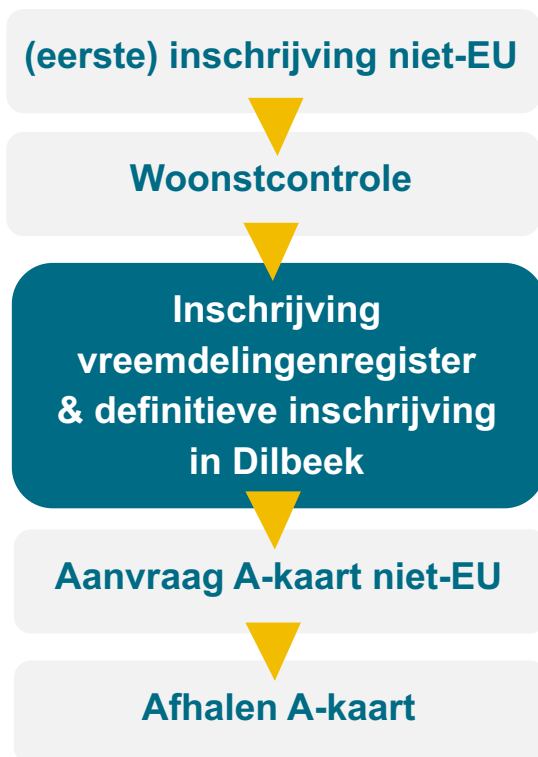 (eerste) inschrijving niet-EU
Woonstcontrole
Inschrijving
vreemdelingenregister
& definitieve inschrijving
in Dilbeek
Aanvraag A-kaart niet-EU
Afhalen A-kaart